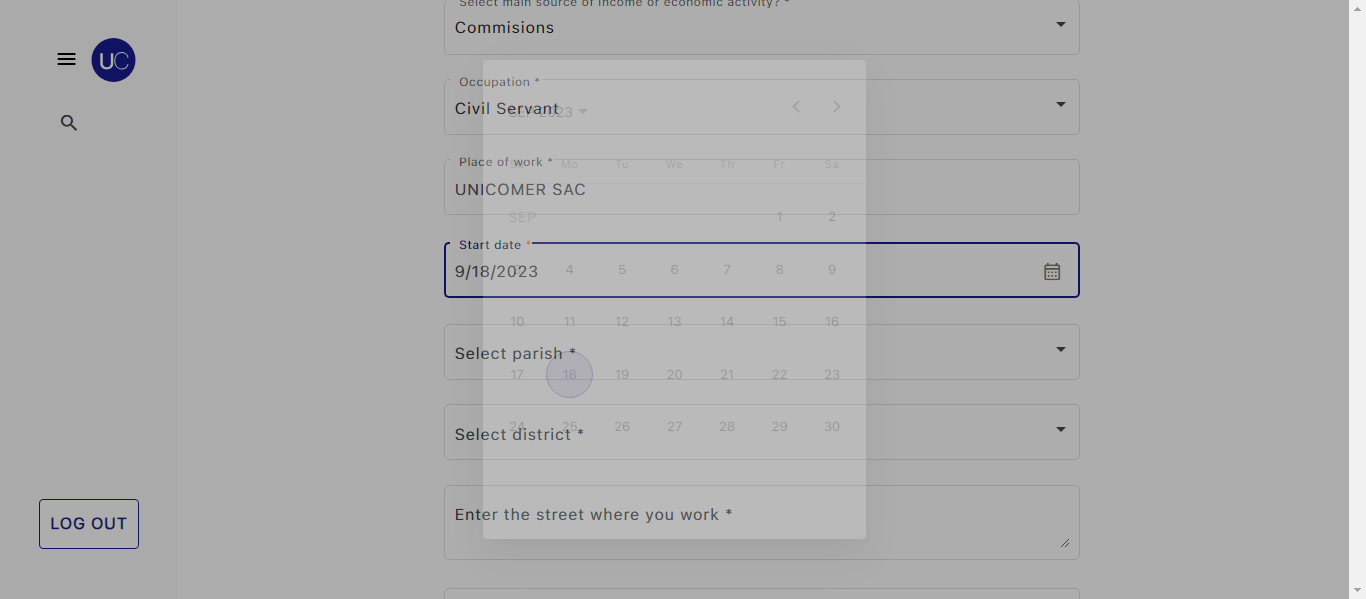 Select main source of income or economic activity? *
Commisions
UC
Occupation *
Civil Servant
SEP 2023
Place of work *
Mo Tu We Th Fr Sa
UNICOMER SAC
SEP 1 2
Start date *
9/18/2023
3 4 5 6 7 8 9
10 11 12 13 14 15 16
Select parish *
17 18 19 20 21 22 23
24 25 26 27 28 29 30
Select district *
Enter the street where you work *
LOG OUT